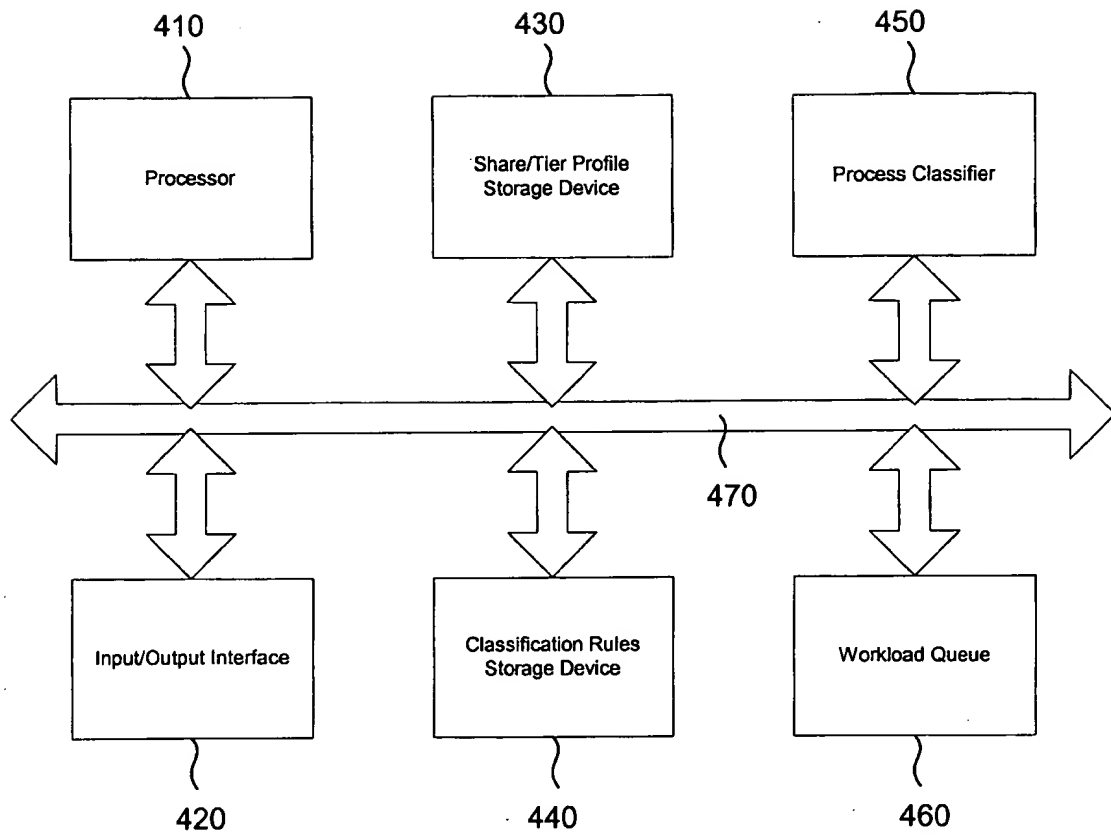 410
430
450
Processor
Share/Tier Profile
Storage Device
Process Classifier
470
Input/Output Interface
Classification Rules
Storage Device
Workload Queue
420
440
460